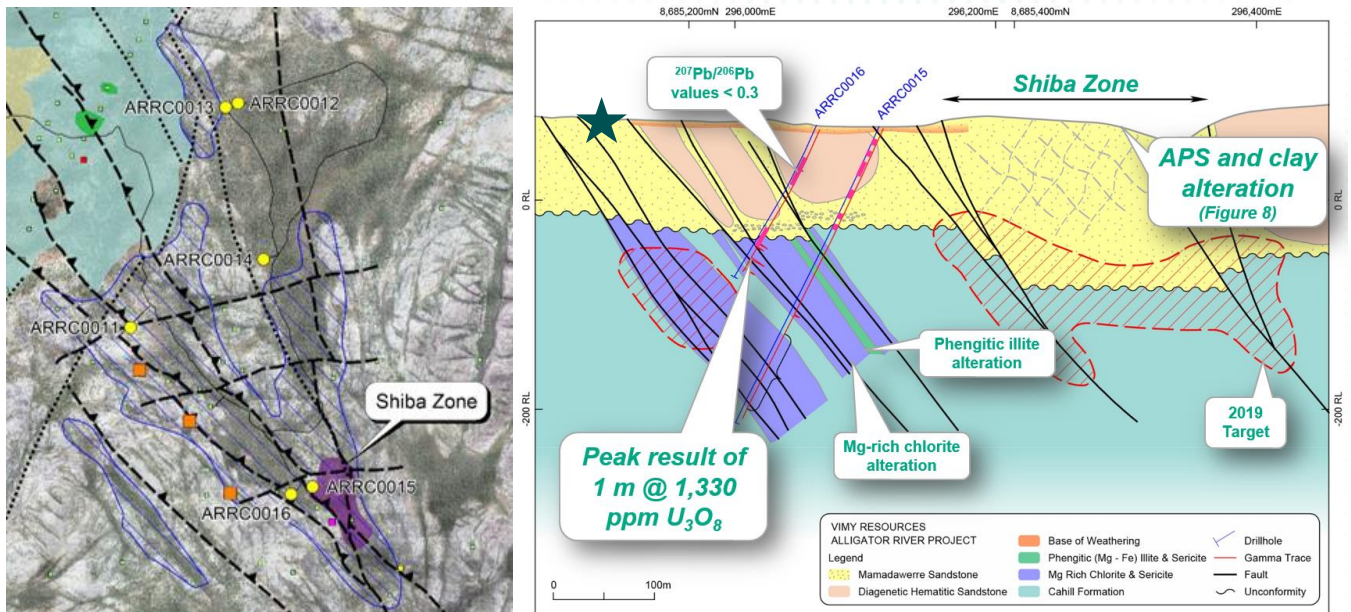 ARRC0013
ARRC0012
ARRC0014
ARRC0011
Shiba Zone
ARRC0015
ARRC0016
8,685,200mN
296,000mE
296,200mE
8,685,400mN
296,400mE
²⁰⁷Pb/²⁰⁶Pb
values < 0.3
ARRC0016
ARRC0015
Shiba Zone
APS and clay
alteration
(Figure 8)
0 RL
0 RL
Phengitic illite
alteration
-200 RL
-200 RL
2019
Target
Mg-rich chlorite
alteration
Peak result of
1 m @ 1,330
ppm U₃O₈
VIMY RESOURCES
ALLIGATOR RIVER PROJECT
Legend
Mamadawerre Sandstone
Diagenetic Hematitic Sandstone
Base of Weathering
Phengitic (Mg - Fe) Illite & Sericite
Mg Rich Chlorite & Sericite
Cahill Formation
Drillhole
Gamma Trace
Fault
Unconformity
0
100m